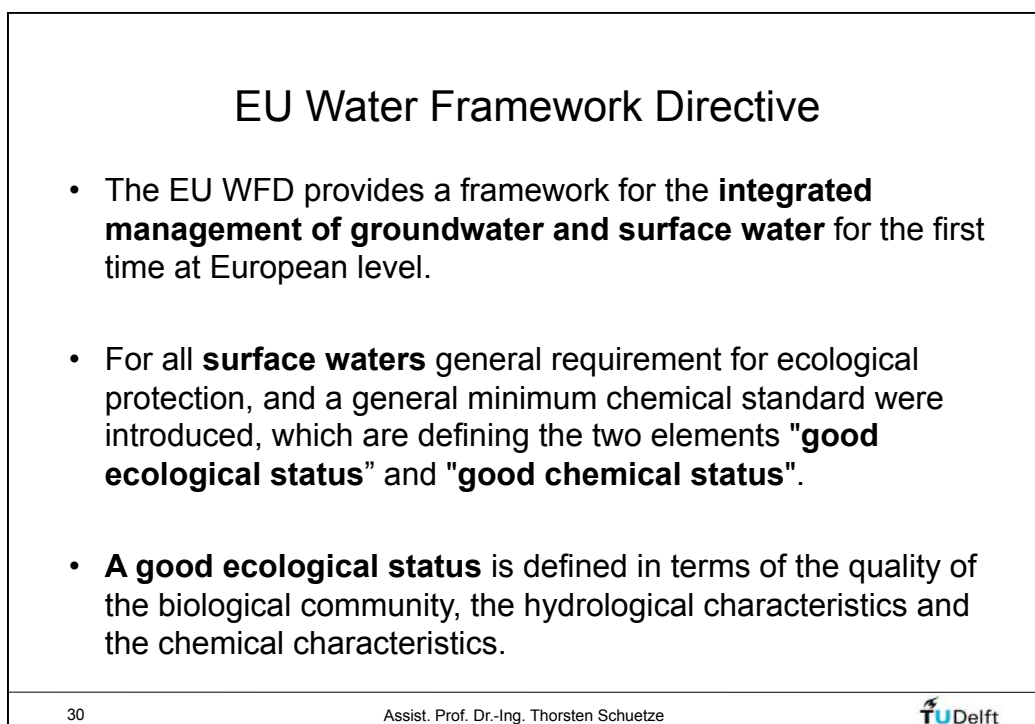 EU Water Framework Directive
• The EU WFD provides a framework for the integrated
management of groundwater and surface water for the first
time at European level.
• For all surface waters general requirement for ecological
protection, and a general minimum chemical standard were
introduced, which are defining the two elements "good
ecological status” and "good chemical status".
• A good ecological status is defined in terms of the quality of
the biological community, the hydrological characteristics and
the chemical characteristics.
30
Assist. Prof. Dr.-Ing. Thorsten Schuetze
TUDelft